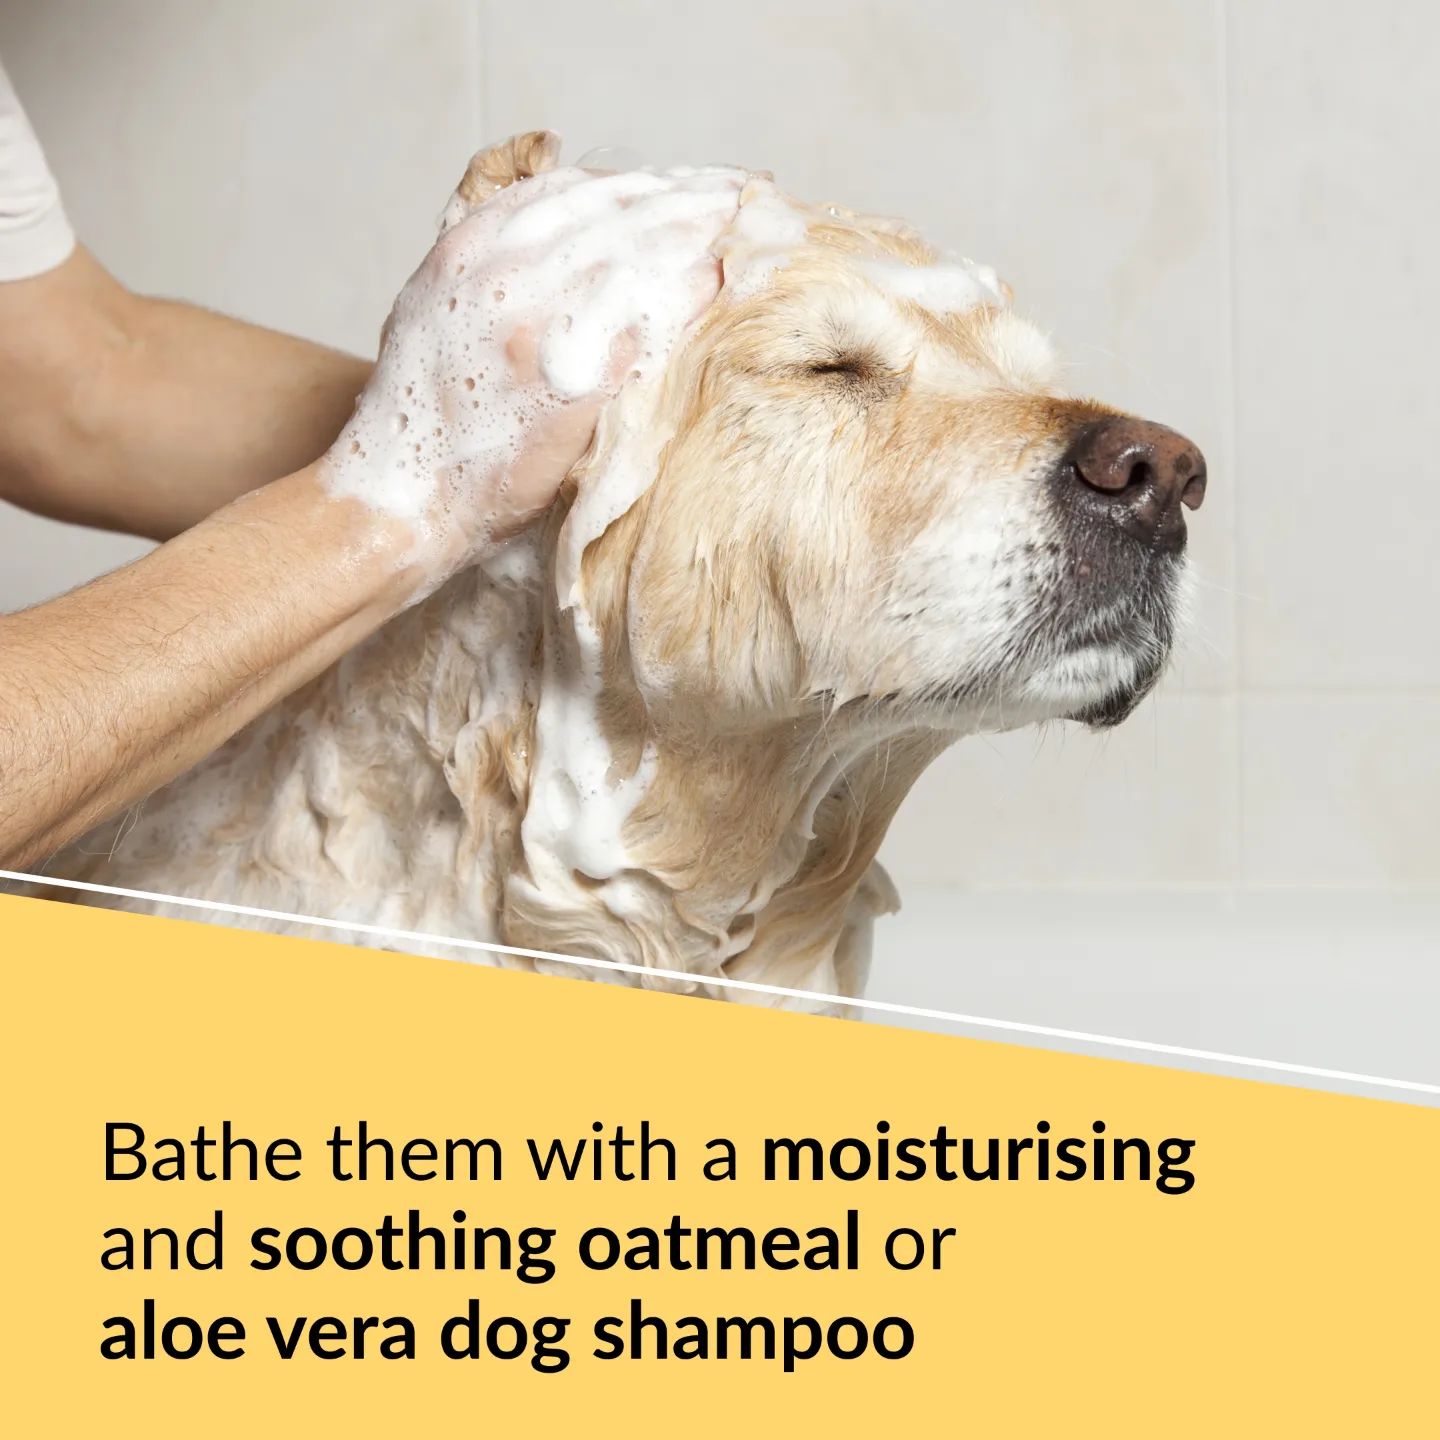 Bathe them with a moisturising
and soothing oatmeal or
aloe vera dog shampoo